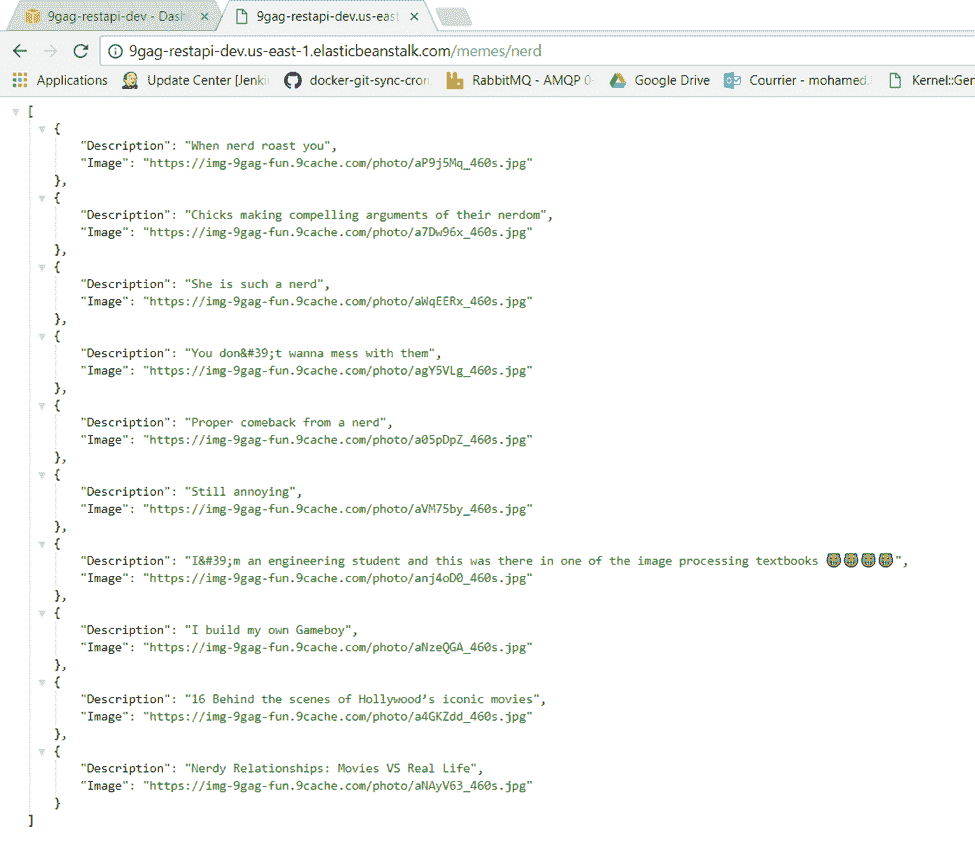 9gag-restapi-dev - Dash
9gag-restapi-dev.us-east
9gag-restapi-dev.us-east-1.elasticbeanstalk.com/memes/nerd
Applications Update Center [Jenki docker-git-sync-cron RabbitMQ - AMQP 0- Google Drive Courrier - mohamed. Kernel::Ger
[
{
"Description": "When nerd roast you",
"Image": "https://img-9gag-fun.9cache.com/photo/aP9j5Mq_460s.jpg"
},
{
"Description": "Chicks making compelling arguments of their nerdom",
"Image": "https://img-9gag-fun.9cache.com/photo/a7Dw96x_460s.jpg"
},
{
"Description": "She is such a nerd",
"Image": "https://img-9gag-fun.9cache.com/photo/aWqEERx_460s.jpg"
},
{
"Description": "You don&#39;t wanna mess with them",
"Image": "https://img-9gag-fun.9cache.com/photo/agY5VLg_460s.jpg"
},
{
"Description": "Proper comeback from a nerd",
"Image": "https://img-9gag-fun.9cache.com/photo/a05pDpZ_460s.jpg"
},
{
"Description": "Still annoying",
"Image": "https://img-9gag-fun.9cache.com/photo/aVM75by_460s.jpg"
},
{
"Description": "I&#39;m an engineering student and this was there in one of the image processing textbooks 🐯🐯🐯🐯",
"Image": "https://img-9gag-fun.9cache.com/photo/anj4oD0_460s.jpg"
},
{
"Description": "I build my own Gameboy",
"Image": "https://img-9gag-fun.9cache.com/photo/aNzeQGA_460s.jpg"
},
{
"Description": "16 Behind the scenes of Hollywood’s iconic movies",
"Image": "https://img-9gag-fun.9cache.com/photo/a4GKZdd_460s.jpg"
},
{
"Description": "Nerdy Relationships: Movies VS Real Life",
"Image": "https://img-9gag-fun.9cache.com/photo/aNAyV63_460s.jpg"
}
]